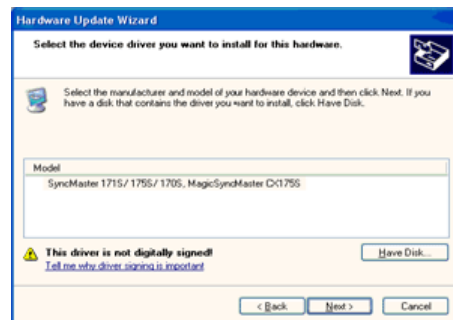 Hardware Update Wizard
Select the device driver you want to install for this hardware.
Select the manufacturer and model of your hardware device and then click Next. If you
have a disk that contains the driver you want to install, click Have Disk.
Model
SyncMaster 171S/ 175S/ 170S, MagicSyncMaster CX175S
This driver is not digitally signed!
Have Disk...
Tell me why driver signing is important
< Back
Next >
Cancel